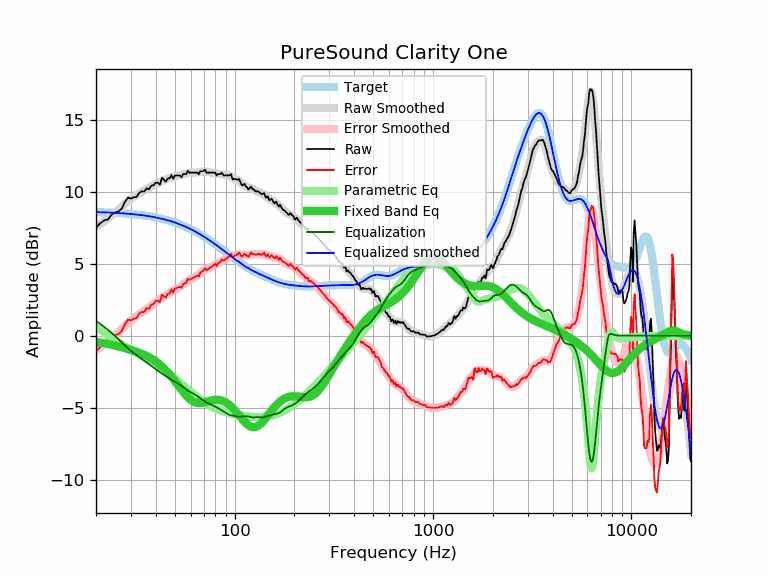 PureSound Clarity One
Target
Raw Smoothed
Error Smoothed
Raw
Error
Parametric Eq
Fixed Band Eq
Equalization
Equalized smoothed
15
10
5
0
−5
−10
Amplitude (dBr)
100
1000
10000
Frequency (Hz)